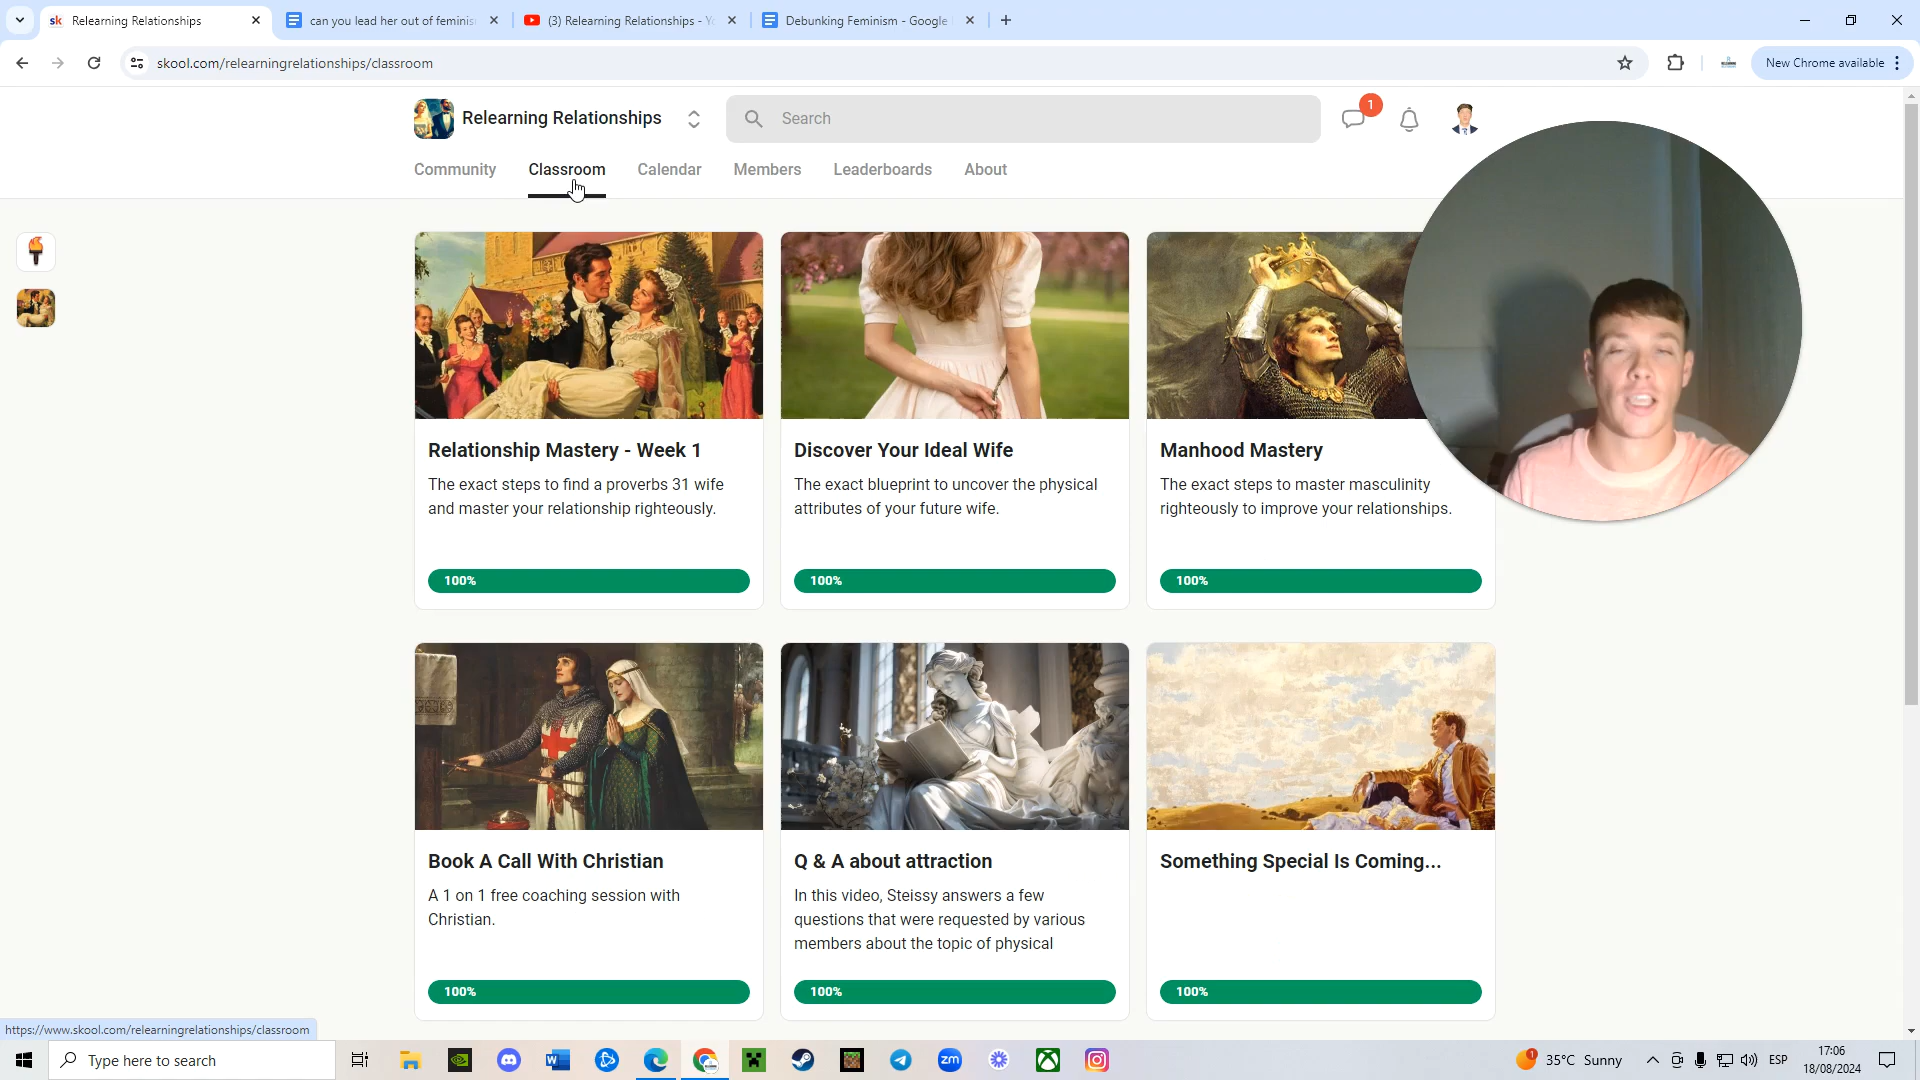 Relearning Relationships
can you lead her out of feminis
(3) Relearning Relationships - Yo
Debunking Feminism - Google
skool.com/relearningrelationships/classroom
New Chrome available
Relearning Relationships
Search
1
Community
Classroom
Calendar
Members
Leaderboards
About
Relationship Mastery - Week 1
The exact steps to find a proverbs 31 wife
and master your relationship righteously.
100%
Discover Your Ideal Wife
The exact blueprint to uncover the physical
attributes of your future wife.
100%
Manhood Mastery
The exact steps to master masculinity
righteously to improve your relationships.
100%
Book A Call With Christian
A 1 on 1 free coaching session with
Christian.
100%
Q & A about attraction
In this video, Steissy answers a few
questions that were requested by various
members about the topic of physical
100%
Something Special Is Coming...
100%
https://www.skool.com/relearningrelationships/classroom
Type here to search
35°C Sunny
ESP
17:06
18/08/2024